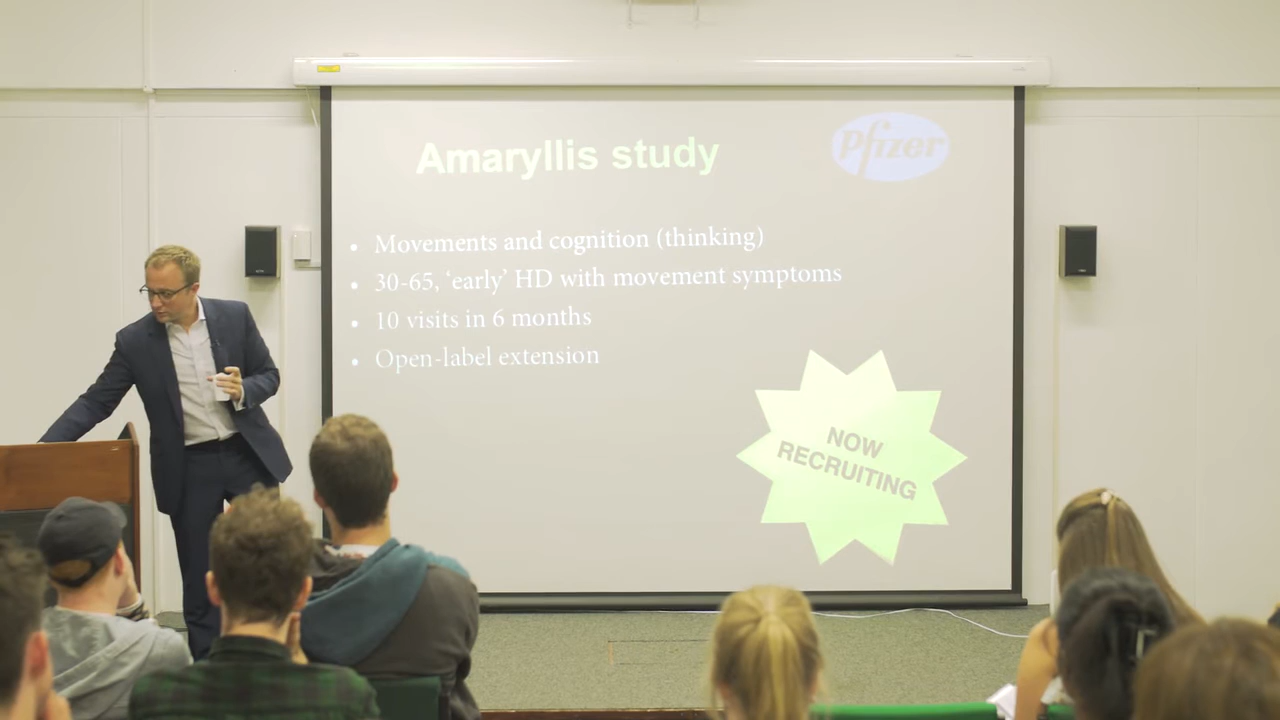 Amaryllis study
Pfizer
Movements and cognition (thinking)
30-65, ‘early’ HD with movement symptoms
10 visits in 6 months
Open-label extension
NOW
RECRUITING